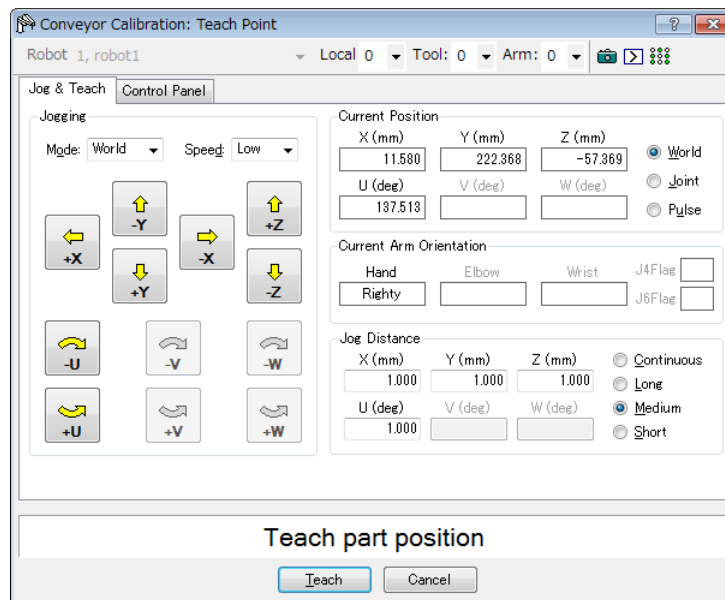 Conveyor Calibration: Teach Point
Robot 1, robot1 Local 0 Tool: 0 Arm: 0
Jog & Teach Control Panel
Jogging
Mode: World Speed: Low
-Y +Z
+X -X
+Y -Z
-U -V -W
+U +V +W
Current Position
X (mm) Y (mm) Z (mm)
11.580 222.368 -57.369
U (deg) V (deg) W (deg)
137.513
World
Joint
Pulse
Current Arm Orientation
Hand Elbow Wrist J4Flag
Righty J6Flag
Jog Distance
X (mm) Y (mm) Z (mm)
1.000 1.000 1.000
U (deg) V (deg) W (deg)
1.000
Continuous
Long
Medium
Short
Teach part position
Teach Cancel